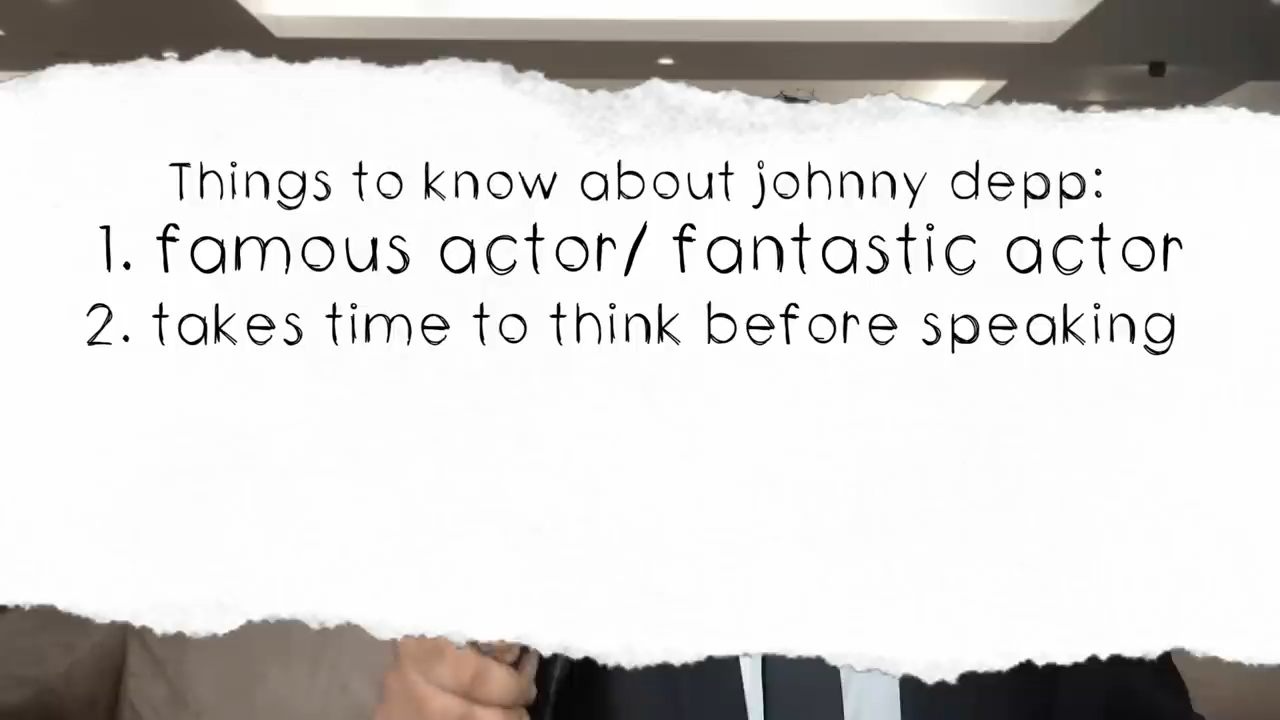 Things to know about johnny depp:
1. famous actor/ fantastic actor
2. takes time to think before speaking